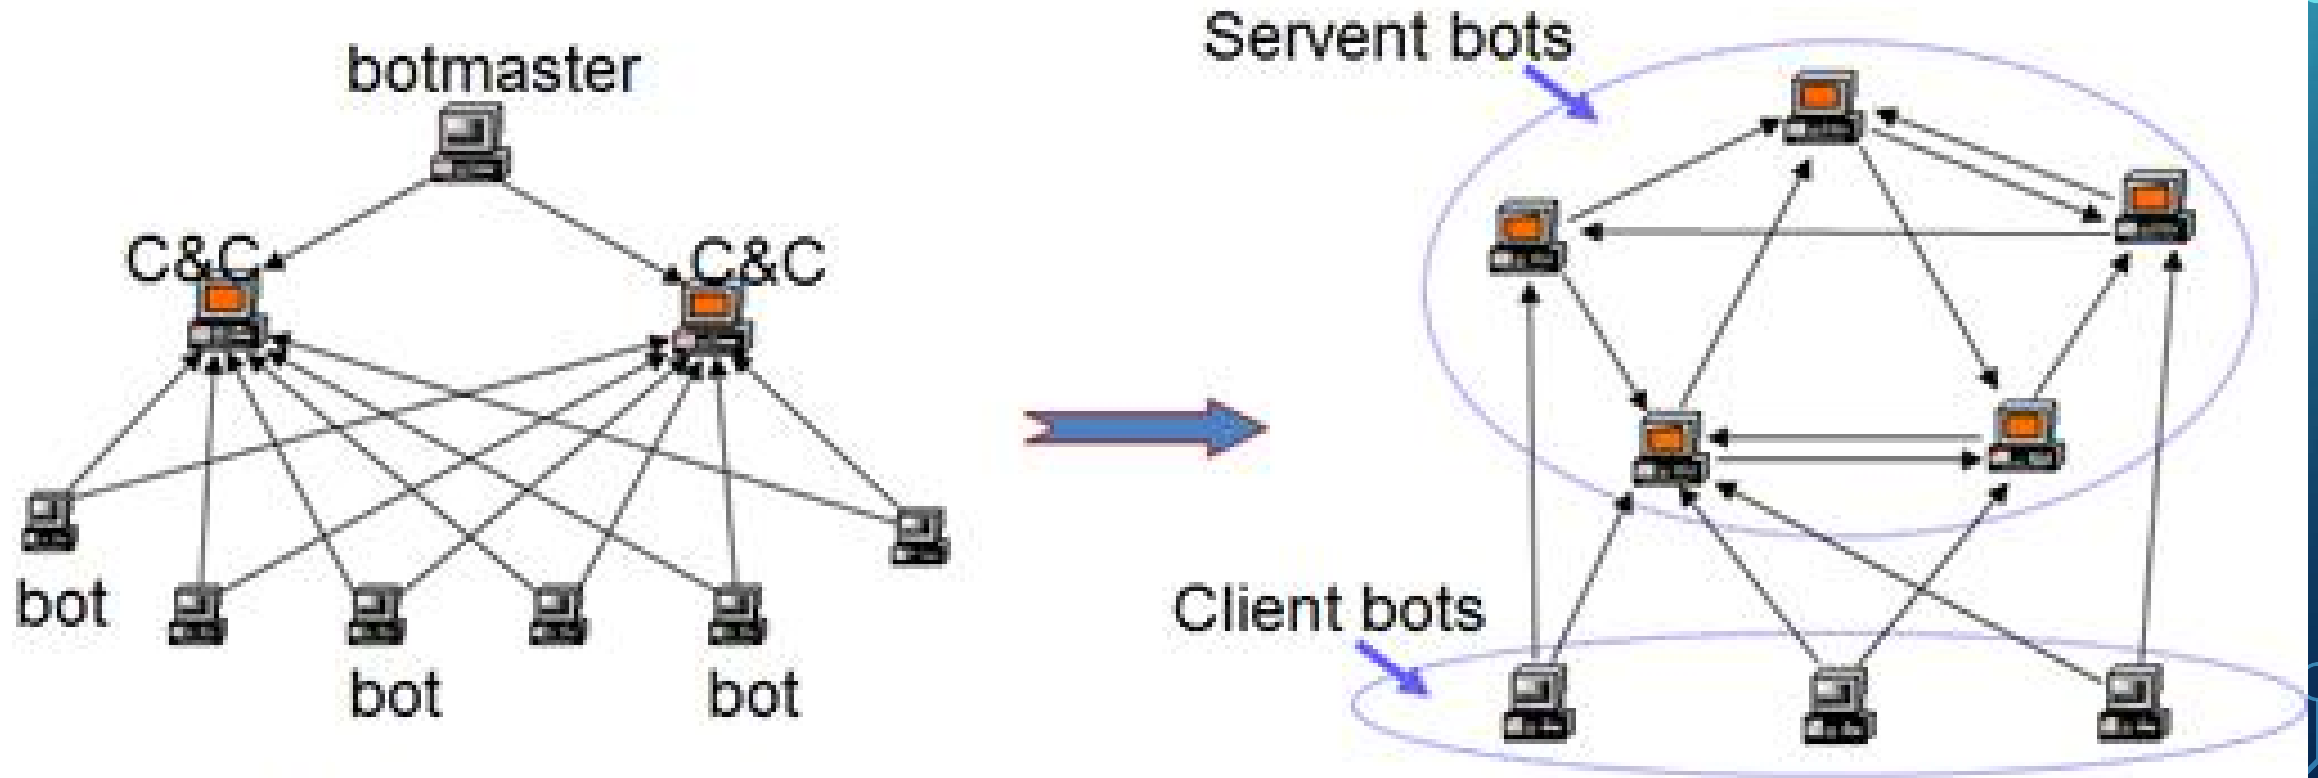 botmaster
C&C
C&C
bot
bot
bot
Servent bots
Client bots